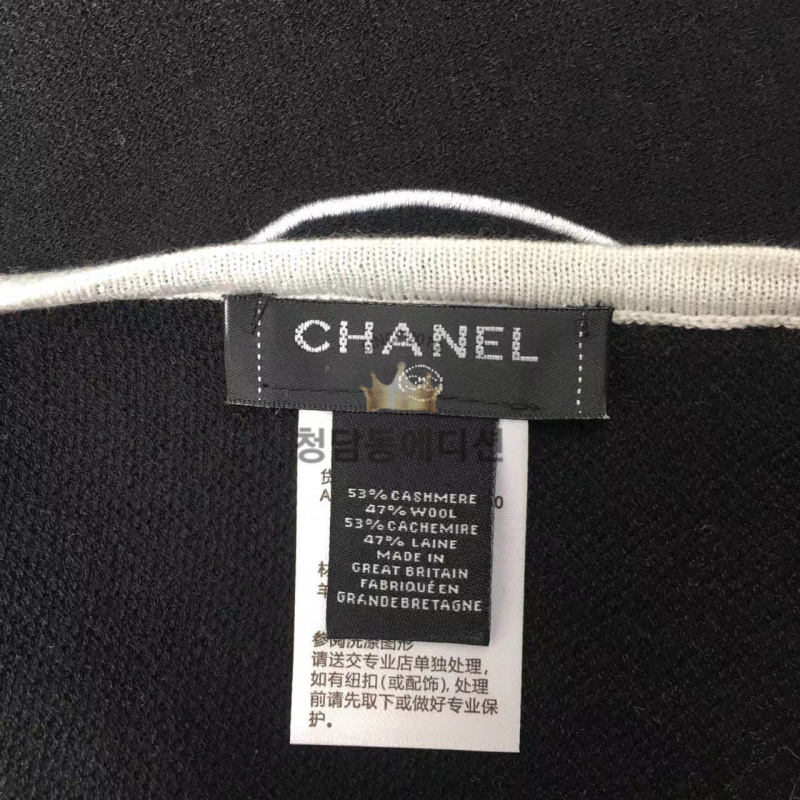 CHANEL
청담동에디션
53% CASHMERE
47% WOOL
53% CACHEMIRE
47% LAINE
MADE IN
GREAT BRITAIN
FABRIQUÉ EN
GRANDE BRETAGNE
参阅洗涤图形
请送交专业店单独处理，
如有纽扣(或配饰)，处理
前请先取下或做好专业保
护。